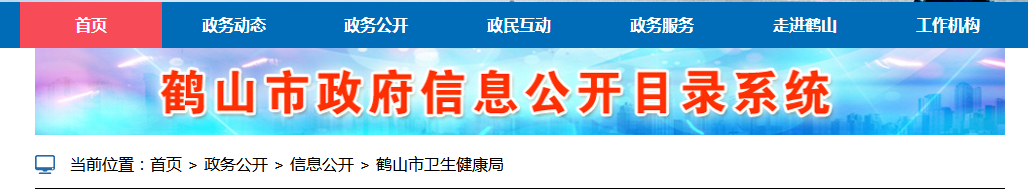 首页 政务动态 政务公开 政民互动 政务服务 走进鹤山 工作机构
鹤山市政府信息公开目录系统
当前位置：首页 > 政务公开 > 信息公开 > 鹤山市卫生健康局